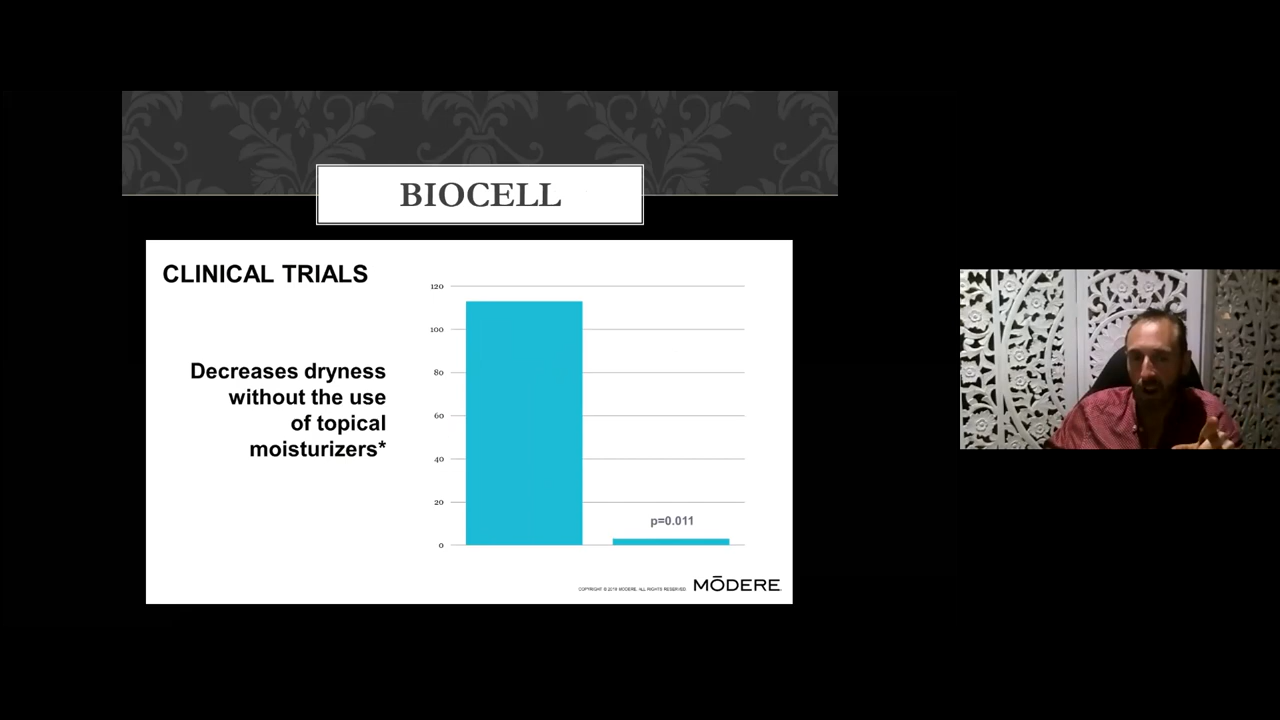 BIOCELL
CLINICAL TRIALS
Decreases dryness
without the use
of topical
moisturizers*
120
100
80
60
40
20
0
p=0.011
COPYRIGHT © 2019 MODERE. ALL RIGHTS RESERVED.
MŌDERE